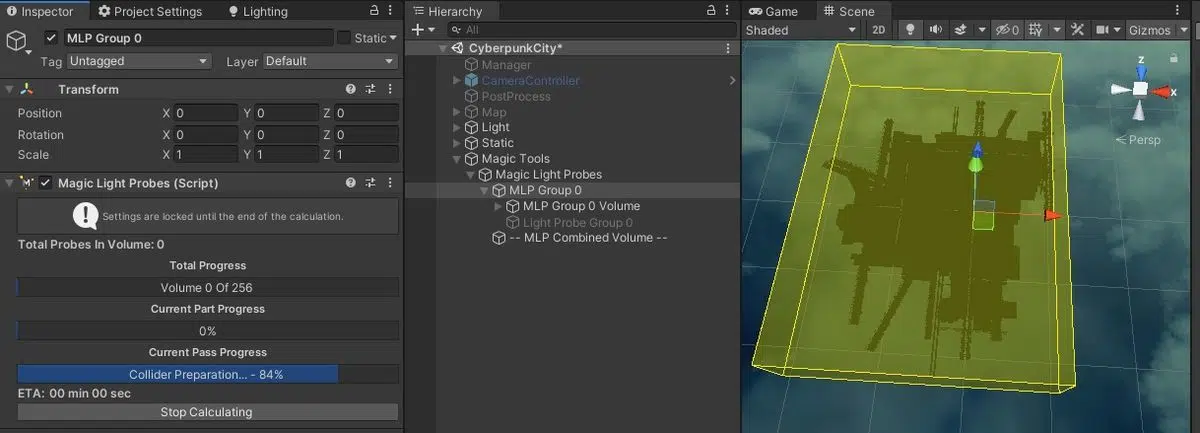 Inspector
Project Settings
Lighting
MLP Group 0
Static
Tag Untagged Layer Default
Transform
Position X 0 Y 0 Z 0
Rotation X 0 Y 0 Z 0
Scale X 1 Y 1 Z 1
Magic Light Probes (Script)
Settings are locked until the end of the calculation.
Total Probes In Volume: 0
Total Progress
Volume 0 Of 256
Current Part Progress
0%
Current Pass Progress
Collider Preparation... - 84%
ETA: 00 min 00 sec
Stop Calculating
Hierarchy
All
CyberpunkCity*
Manager
CameraController
PostProcess
Map
Light
Static
Magic Tools
Magic Light Probes
MLP Group 0
MLP Group 0 Volume
Light Probe Group 0
-- MLP Combined Volume --
Game
Scene
Shaded 2D 0 Gizmos
z
x
Persp